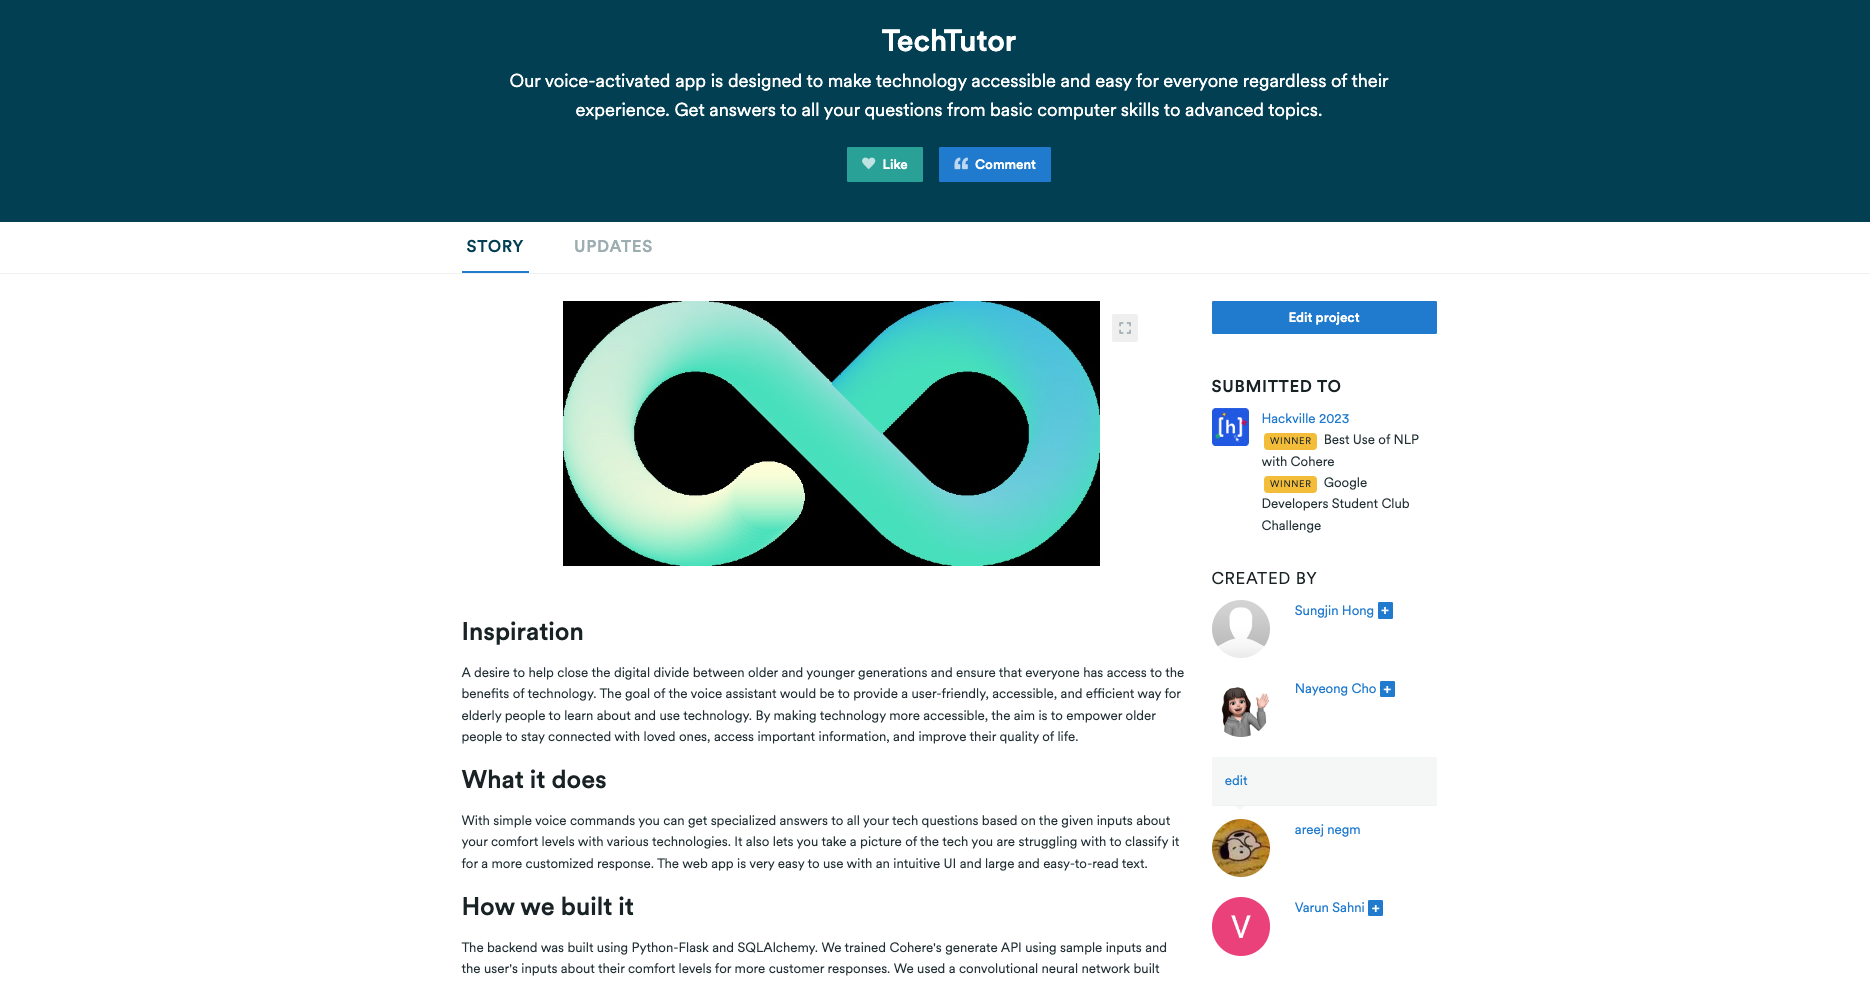 TechTutor
Our voice-activated app is designed to make technology accessible and easy for everyone regardless of their
experience. Get answers to all your questions from basic computer skills to advanced topics.
Like
Comment
STORY
UPDATES
Inspiration
A desire to help close the digital divide between older and younger generations and ensure that everyone has access to the
benefits of technology. The goal of the voice assistant would be to provide a user-friendly, accessible, and efficient way for
elderly people to learn about and use technology. By making technology more accessible, the aim is to empower older
people to stay connected with loved ones, access important information, and improve their quality of life.
What it does
With simple voice commands you can get specialized answers to all your tech questions based on the given inputs about
your comfort levels with various technologies. It also lets you take a picture of the tech you are struggling with to classify it
for a more customized response. The web app is very easy to use with an intuitive UI and large and easy-to-read text.
How we built it
The backend was built using Python-Flask and SQLAlchemy. We trained Cohere's generate API using sample inputs and
the user's inputs about their comfort levels for more customer responses. We used a convolutional neural network built
Edit project
SUBMITTED TO
[h]
Hackville 2023
WINNER Best Use of NLP
with Cohere
WINNER Google
Developers Student Club
Challenge
CREATED BY
Sungjin Hong +
Nayeong Cho +
edit
areej negm
V
Varun Sahni +